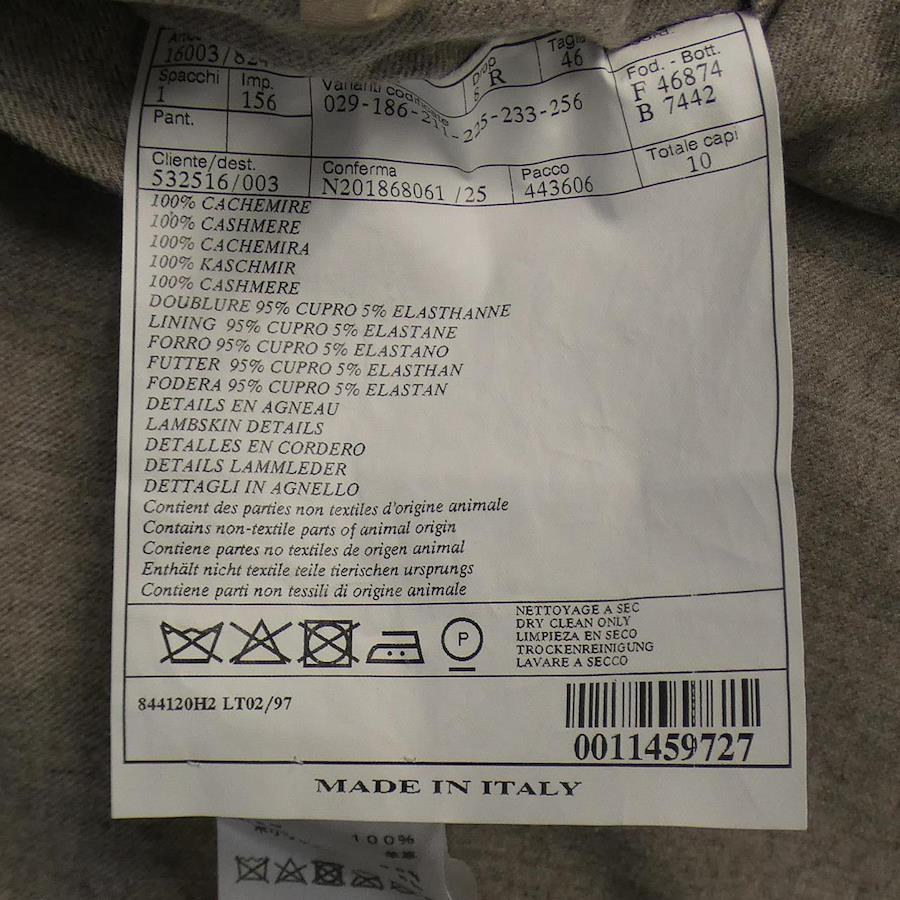 16003/824
Taglia
46
Prop
6 R
Fod. - Bott.
F 46874
B 7442
Spacchi
1
Imp.
156
Varianti codificate
029-186-211-225-233-256
Pant.
Cliente/dest.
532516/003
Conferma
N201868061 /25
Pacco
443606
Totale capi
10
100% CACHEMIRE
100% CASHMERE
100% CACHEMIRA
100% KASCHMIR
100% CASHMERE
DOUBLURE 95% CUPRO 5% ELASTHANNE
LINING 95% CUPRO 5% ELASTANE
FORRO 95% CUPRO 5% ELASTANO
FUTTER 95% CUPRO 5% ELASTHAN
FODERA 95% CUPRO 5% ELASTAN
DETAILS EN AGNEAU
LAMBSKIN DETAILS
DETALLES EN CORDERO
DETAILS LAMMLEDER
DETTAGLI IN AGNELLO
Contient des parties non textiles d'origine animale
Contains non-textile parts of animal origin
Contiene partes no textiles de origen animal
Enthält nicht textile teile tierischen ursprungs
Contiene parti non tessili di origine animale
P
NETTOYAGE A SEC
DRY CLEAN ONLY
LIMPIEZA EN SECO
TROCKENREINIGUNG
LAVARE A SECCO
844120H2 LT02/97
0011459727
MADE IN ITALY
100%